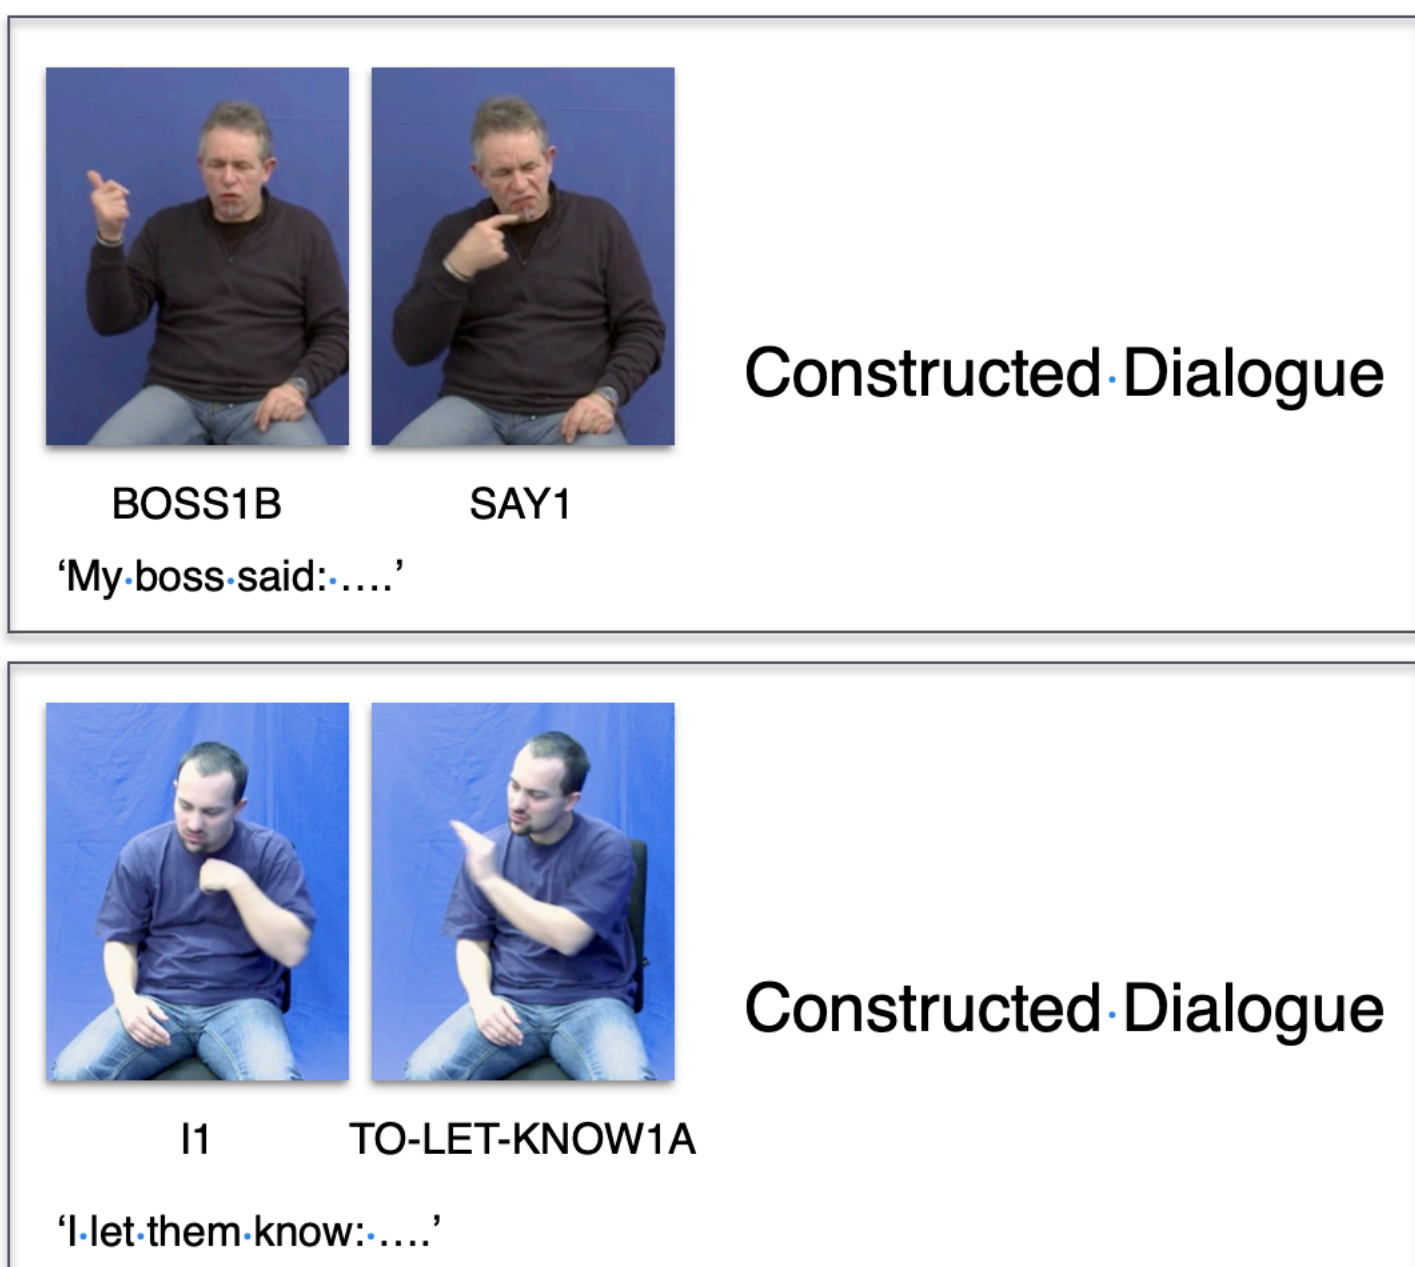 Constructed Dialogue
BOSS1B SAY1
‘My boss said: ....’
Constructed Dialogue
I1 TO-LET-KNOW1A
‘I let them know: ....’